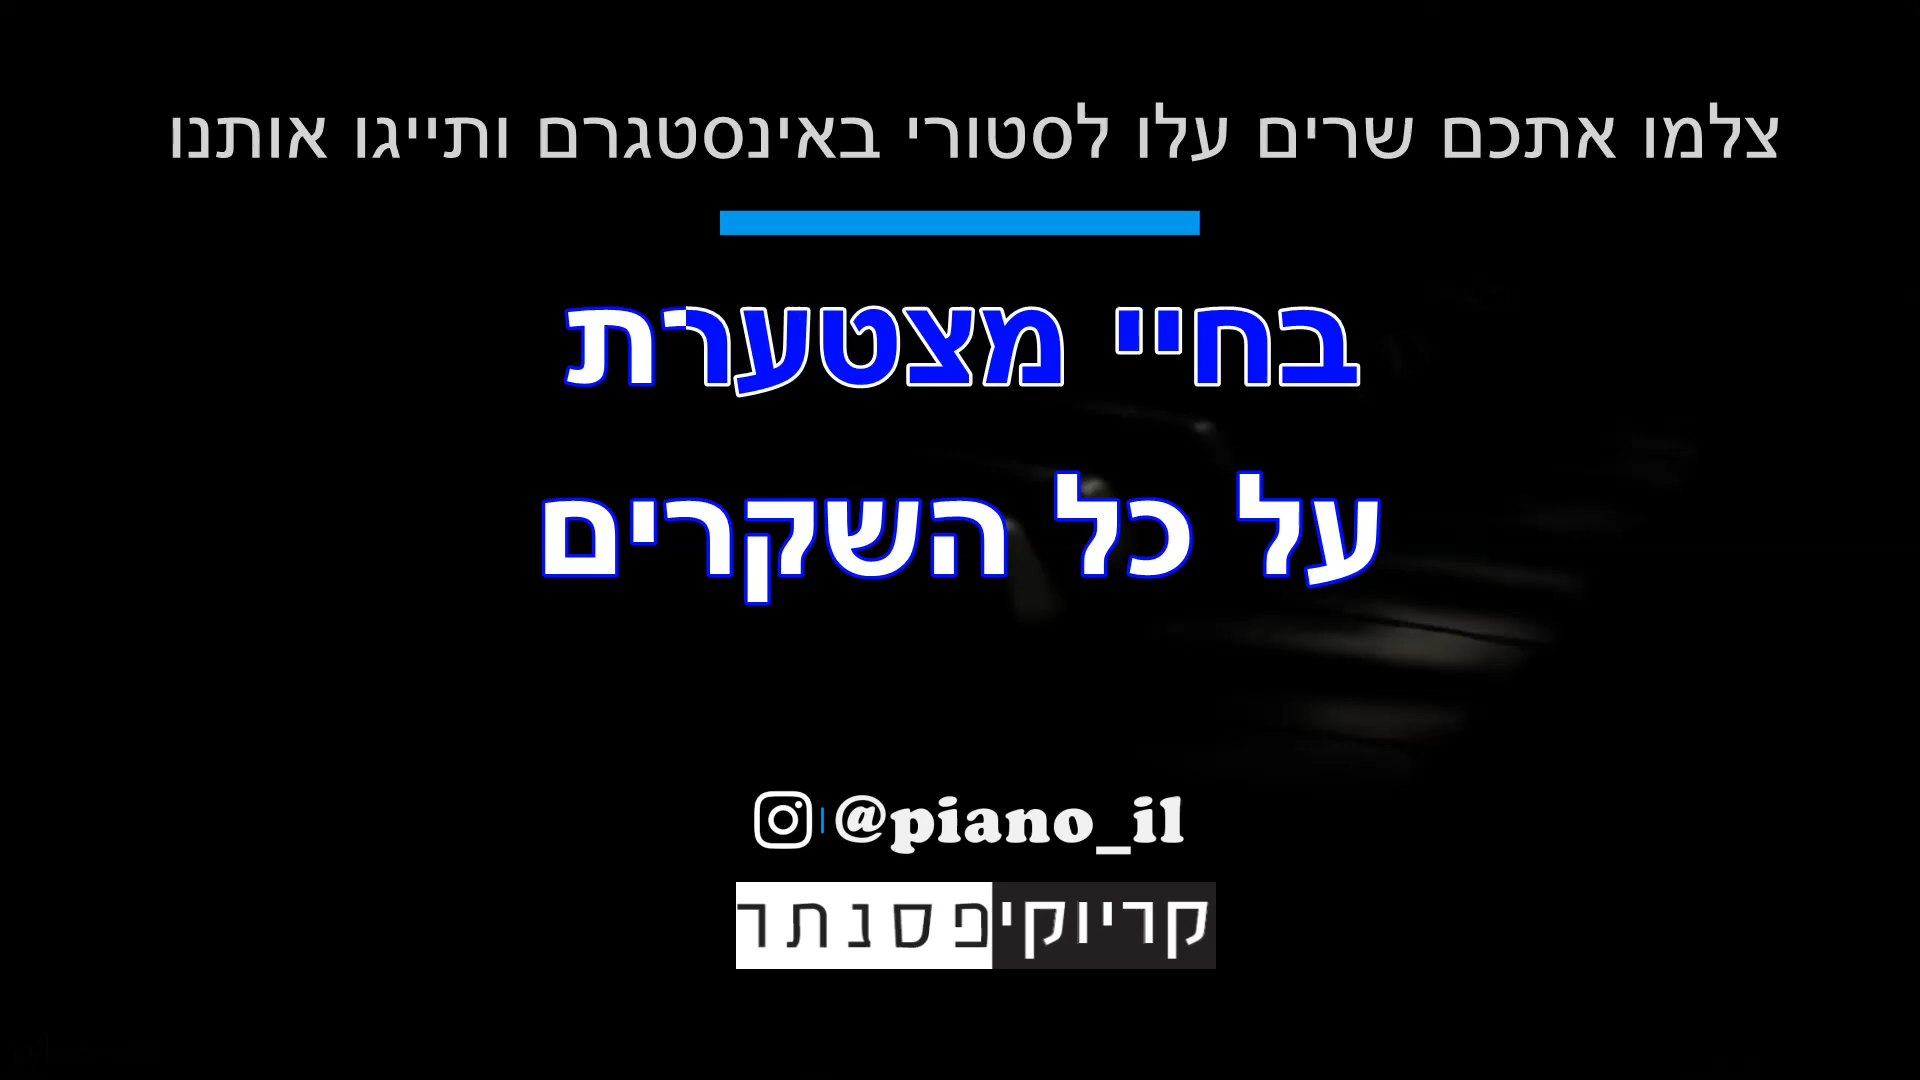 צלמו אתכם שרים עלו לסטורי באינסטגרם ותייגו אותנו
בחיי מצטערת
על כל השקרים
@piano_il
קריוקיפסנתר